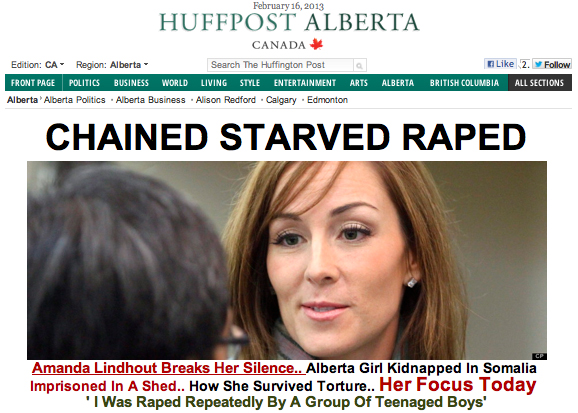 February 16, 2013
HUFFPOST ALBERTA
CANADA
Edition: CA Region: Alberta Search The Huffington Post Like 2. Follow
FRONT PAGE POLITICS BUSINESS WORLD LIVING STYLE ENTERTAINMENT ARTS ALBERTA BRITISH COLUMBIA ALL SECTIONS
Alberta • Alberta Politics • Alberta Business • Alison Redford • Calgary • Edmonton
CHAINED STARVED RAPED
CP
Amanda Lindhout Breaks Her Silence.. Alberta Girl Kidnapped In Somalia
Imprisoned In A Shed.. How She Survived Torture.. Her Focus Today
' I Was Raped Repeatedly By A Group Of Teenaged Boys'